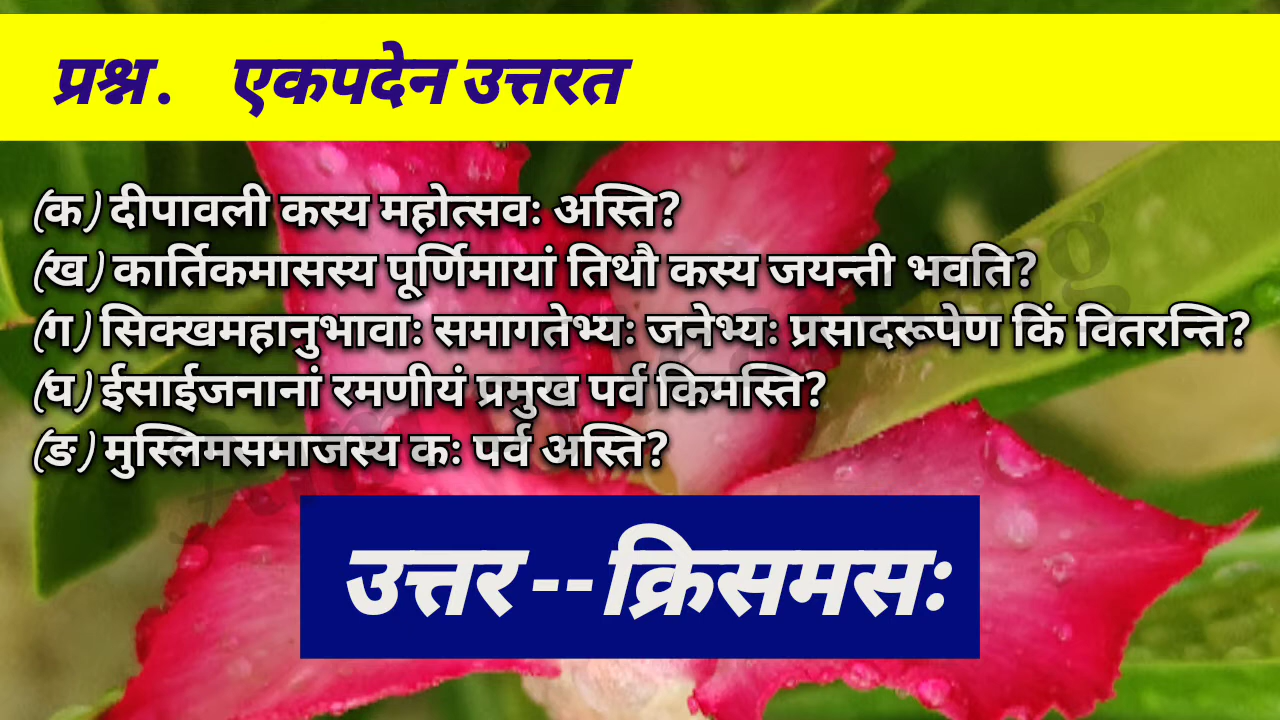 प्रश्न. एकपदेन उत्तरत
(क) दीपावली कस्य महोत्सवः अस्ति?
(ख) कार्तिकमासस्य पूर्णिमायां तिथौ कस्य जयन्ती भवति?
(ग) सिक्खमहानुभावाः समागतेभ्यः जनेभ्यः प्रसादरूपेण किं वितरन्ति?
(घ) ईसाईजनानां रमणीयं प्रमुख पर्व किमस्ति?
(ङ) मुस्लिमसमाजस्य कः पर्व अस्ति?
उत्तर --क्रिसमसः